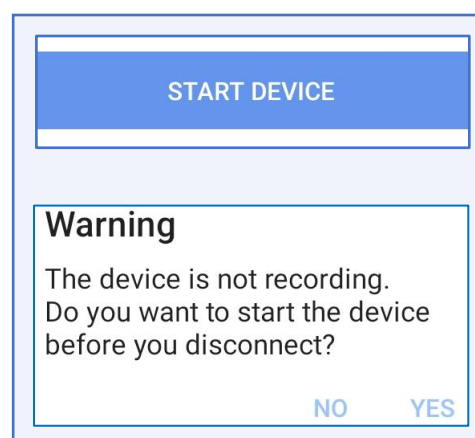 START DEVICE
Warning
The device is not recording.
Do you want to start the device
before you disconnect?
NO YES